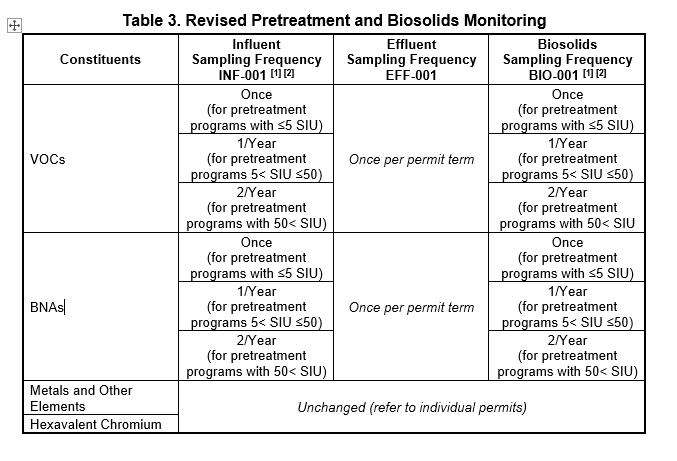 Table 3. Revised Pretreatment and Biosolids Monitoring
Constituents
Influent
Sampling Frequency
INF-001 [1] [2]
Effluent
Sampling Frequency
EFF-001
Biosolids
Sampling Frequency
BIO-001 [1] [2]
VOCs
Once
(for pretreatment
programs with ≤5 SIU)
1/Year
(for pretreatment
programs 5< SIU ≤50)
2/Year
(for pretreatment
programs with 50< SIU)
Once per permit term
Once
(for pretreatment
programs with ≤5 SIU)
1/Year
(for pretreatment
programs 5< SIU ≤50)
2/Year
(for pretreatment
programs with 50< SIU
BNAs
Once
(for pretreatment
programs with ≤5 SIU)
1/Year
(for pretreatment
programs 5< SIU ≤50)
2/Year
(for pretreatment
programs with 50< SIU)
Once per permit term
Once
(for pretreatment
programs with ≤5 SIU)
1/Year
(for pretreatment
programs 5< SIU ≤50)
2/Year
(for pretreatment
programs with 50< SIU)
Metals and Other
Elements
Hexavalent Chromium
Unchanged (refer to individual permits)